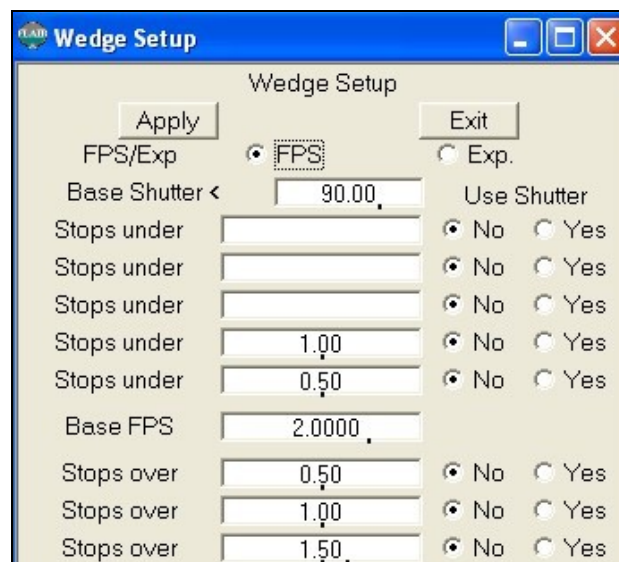 Wedge Setup
Wedge Setup
Apply Exit
FPS/Exp FPS Exp.
Base Shutter < 90.00 Use Shutter
Stops under No Yes
Stops under No Yes
Stops under No Yes
Stops under 1.00 No Yes
Stops under 0.50 No Yes
Base FPS 2.0000
Stops over 0.50 No Yes
Stops over 1.00 No Yes
Stops over 1.50 No Yes